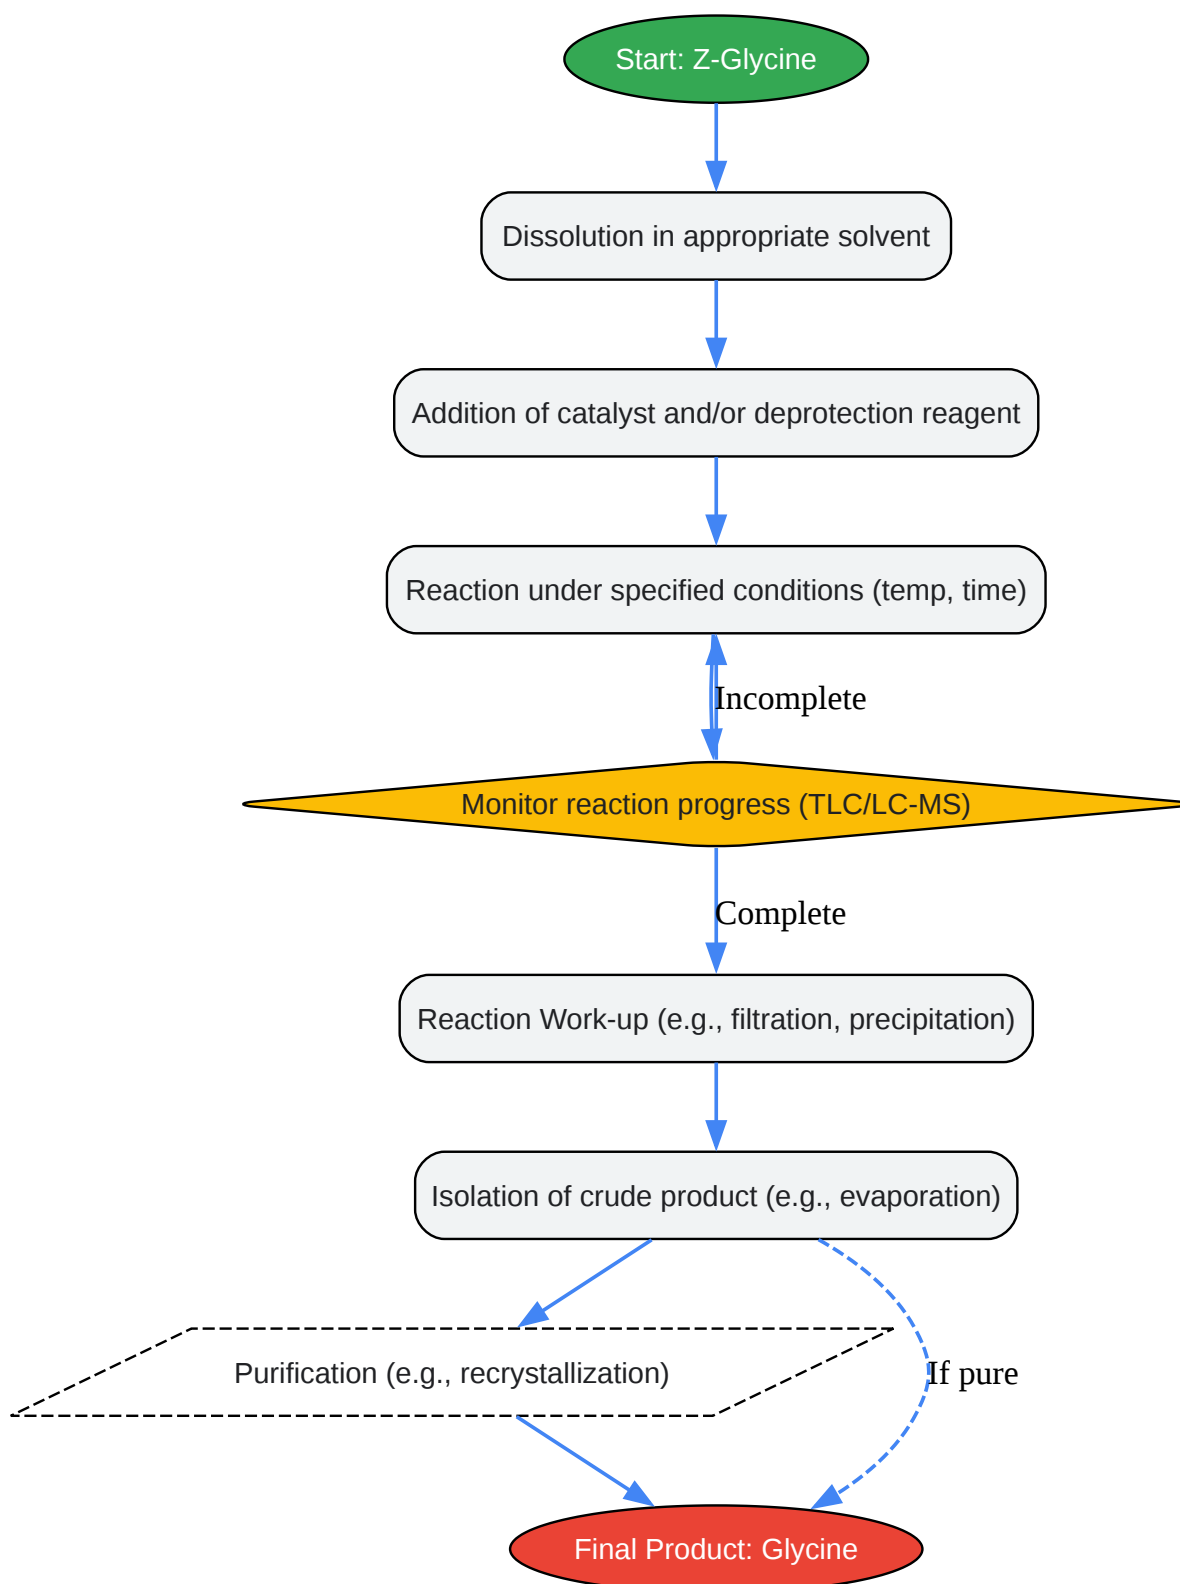 Start: Z-Glycine
Dissolution in appropriate solvent
Addition of catalyst and/or deprotection reagent
Reaction under specified conditions (temp, time)
Incomplete
Monitor reaction progress (TLC/LC-MS)
Complete
Reaction Work-up (e.g., filtration, precipitation)
Isolation of crude product (e.g., evaporation)
Purification (e.g., recrystallization)
If pure
Final Product: Glycine